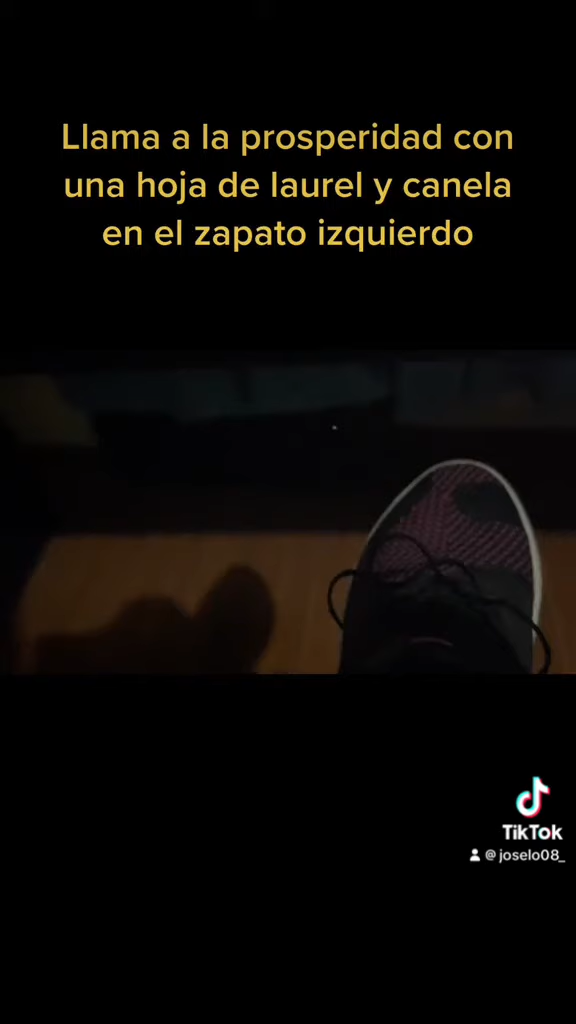 Llama a la prosperidad con
una hoja de laurel y canela
en el zapato izquierdo
TikTok
@joselo08_